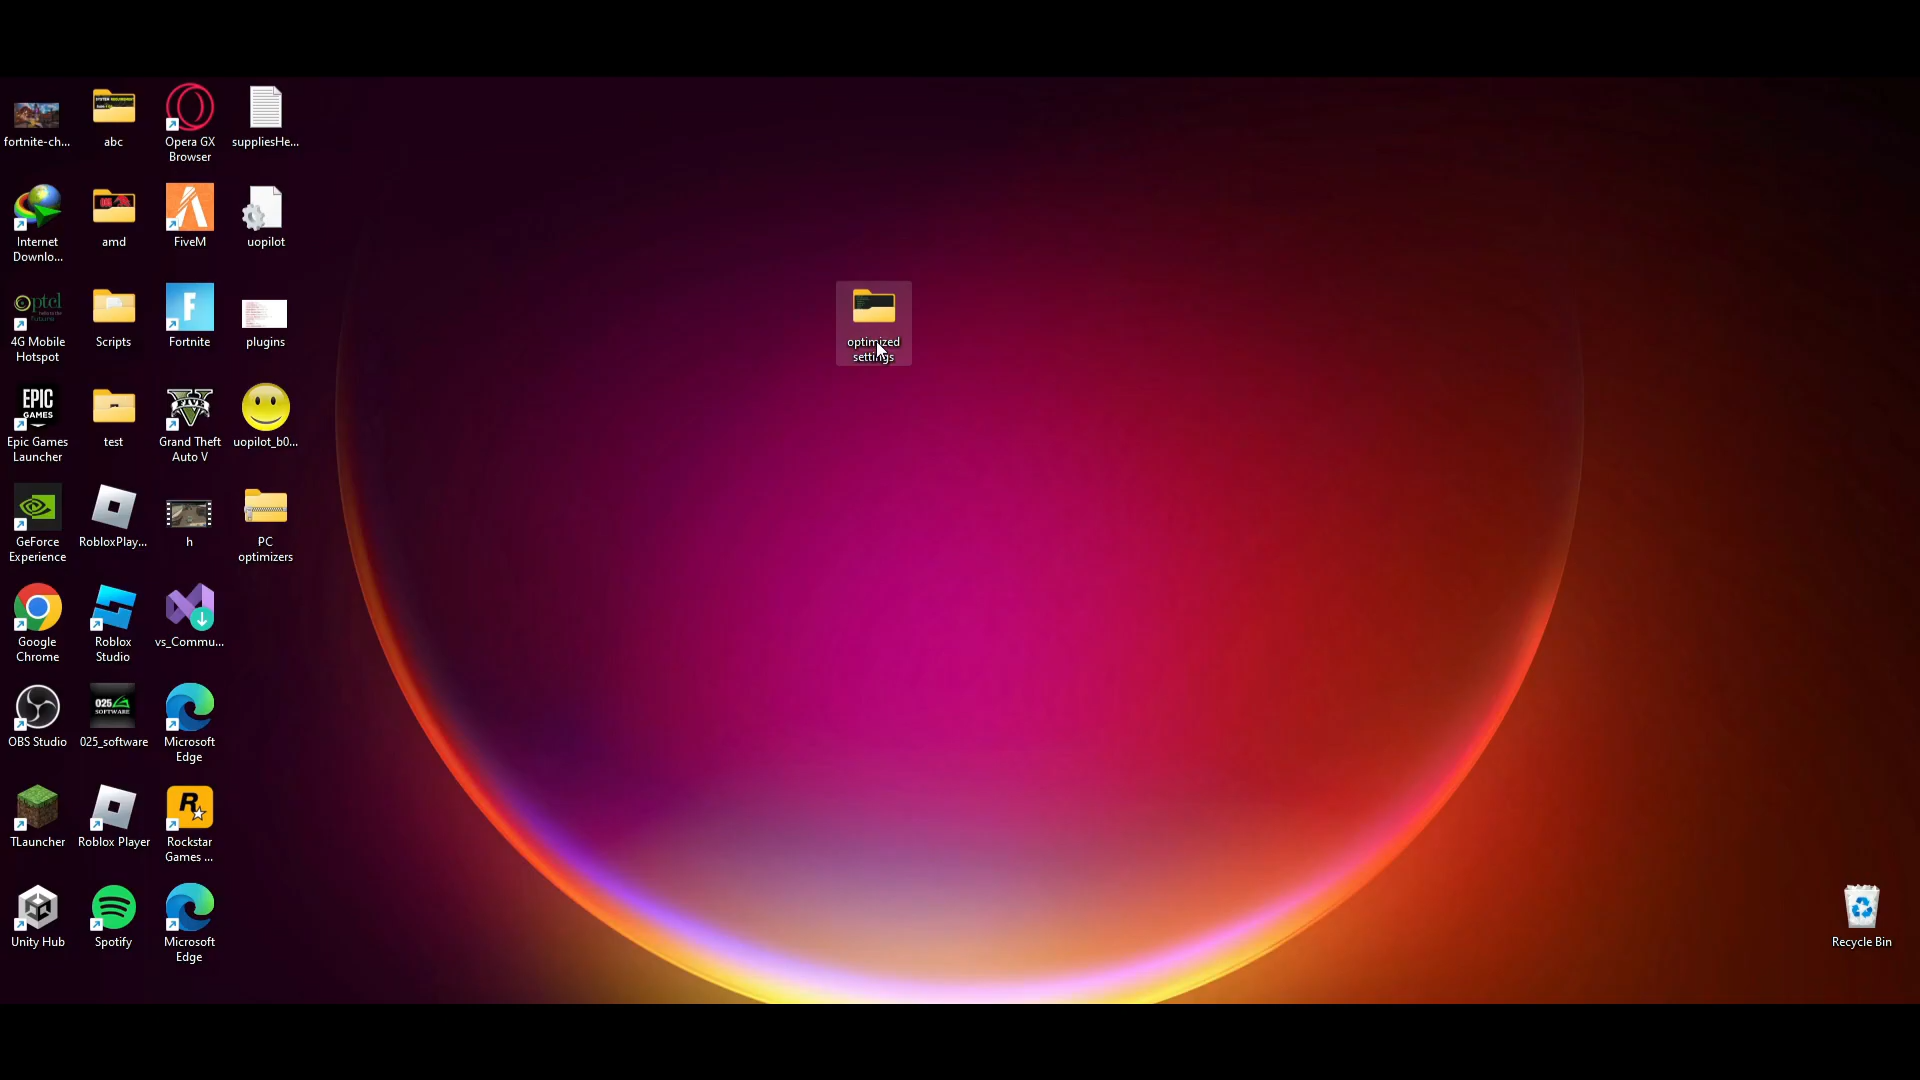 fortnite-ch...
abc
Opera GX
Browser
suppliesHe...
Internet
Downlo...
amd
FiveM
uopilot
optel
4G Mobile
Hotspot
Scripts
Fortnite
plugins
optimized
settings
EPIC
GAMES
Epic Games
Launcher
test
FIVE
Grand Theft
Auto V
uopilot_b0...
GeForce
Experience
RobloxPlay...
h
PC
optimizers
Google
Chrome
Roblox
Studio
vs_Commu...
OBS Studio
025
SOFTWARE
025_software
Microsoft
Edge
TLauncher
Roblox Player
Rockstar
Games ...
Unity Hub
Spotify
Microsoft
Edge
Recycle Bin